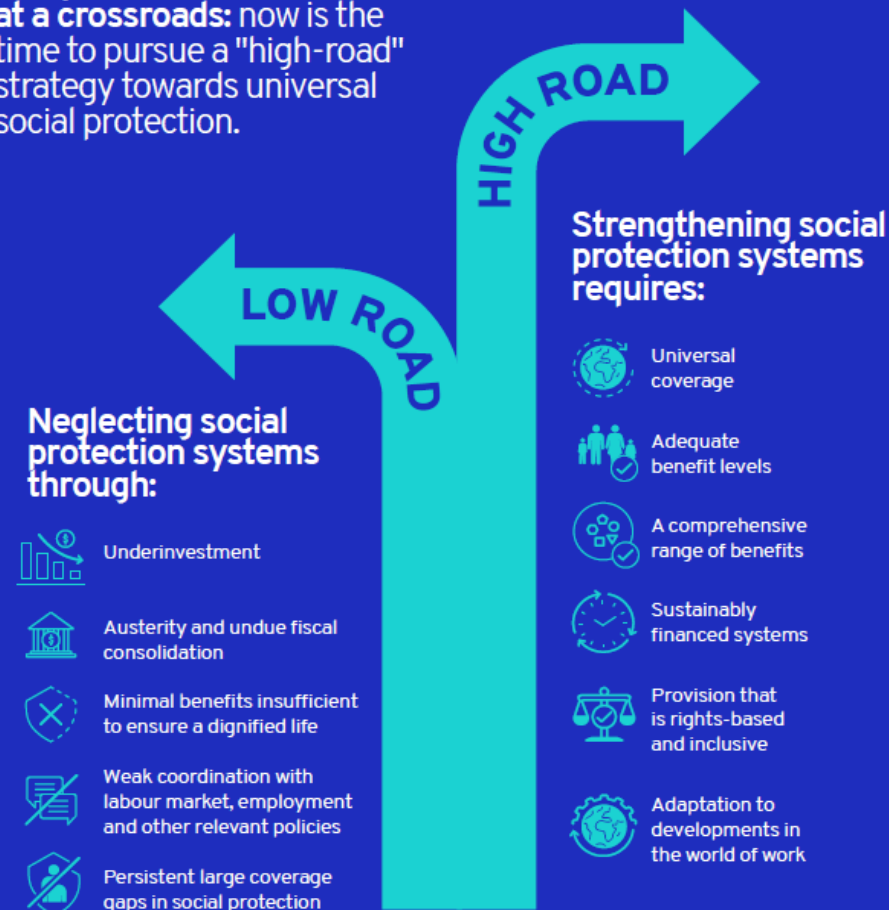 at a crossroads: now is the
time to pursue a "high-road"
strategy towards universal
social protection.
HIGH ROAD
LOW ROAD
Strengthening social
protection systems
requires:
Universal
coverage
Adequate
benefit levels
A comprehensive
range of benefits
Sustainably
financed systems
Provision that
is rights-based
and inclusive
Adaptation to
developments in
the world of work
Neglecting social
protection systems
through:
Underinvestment
Austerity and undue fiscal
consolidation
Minimal benefits insufficient
to ensure a dignified life
Weak coordination with
labour market, employment
and other relevant policies
Persistent large coverage
gaps in social protection